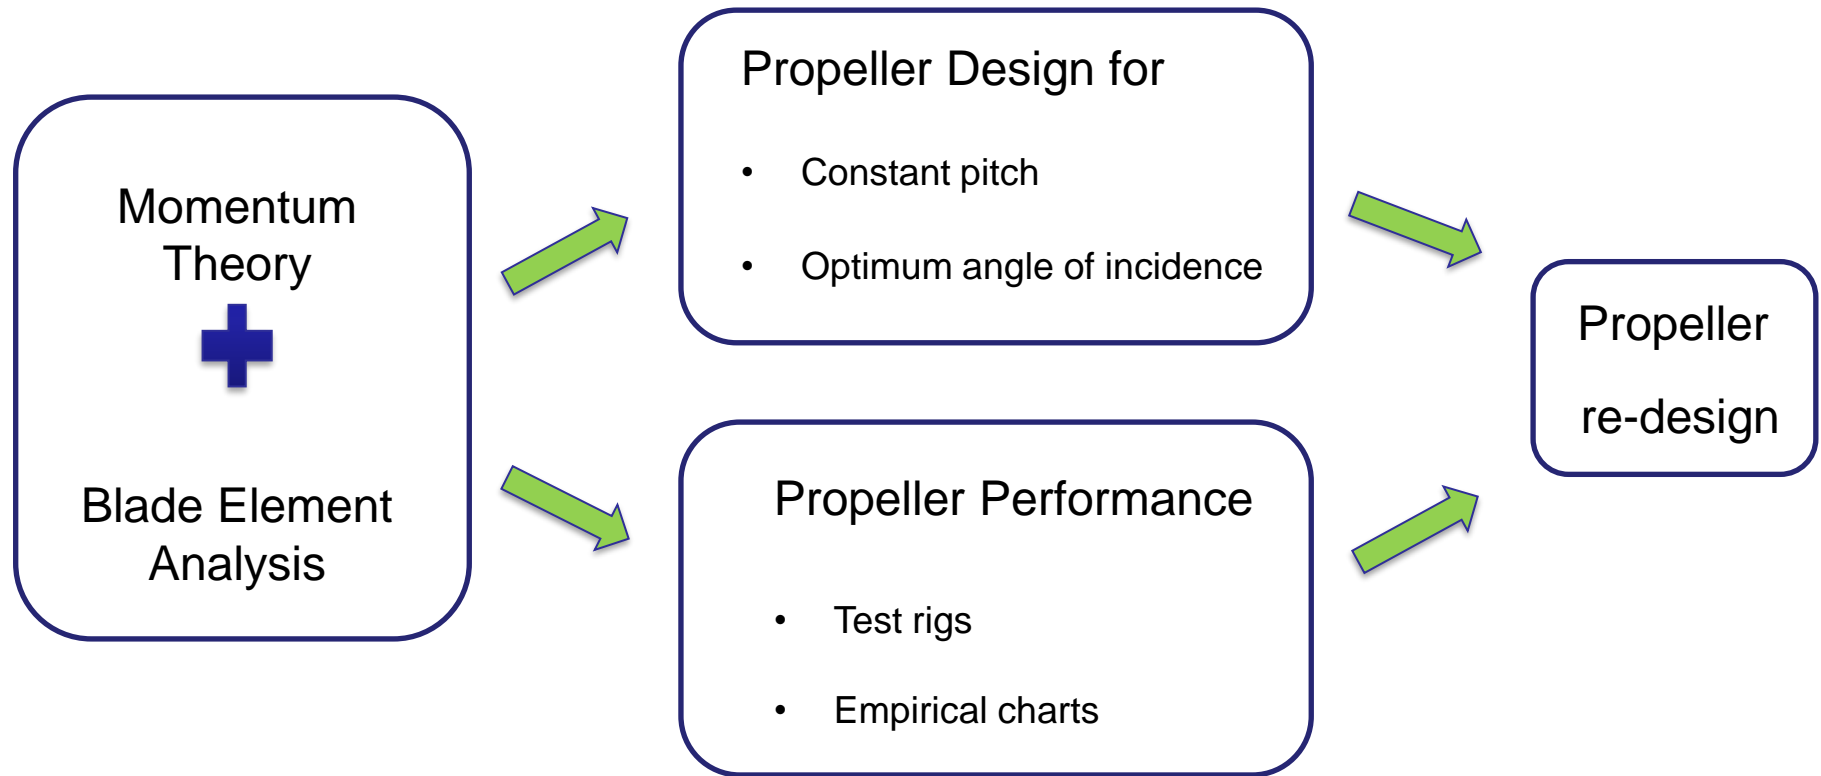 Momentum
Theory
Blade Element
Analysis
Propeller Design for
• Constant pitch
• Optimum angle of incidence
Propeller Performance
• Test rigs
• Empirical charts
Propeller
re-design